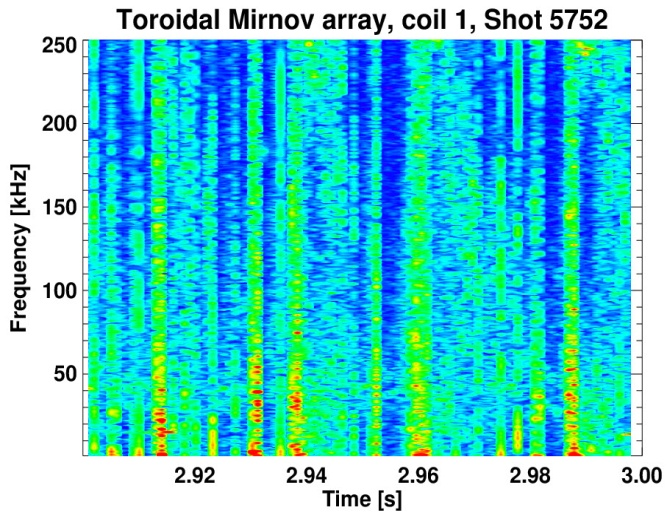 Toroidal Mirnov array, coil 1, Shot 5752
250
200
150
100
50
Frequency [kHz]
2.92 2.94 2.96 2.98 3.00
Time [s]